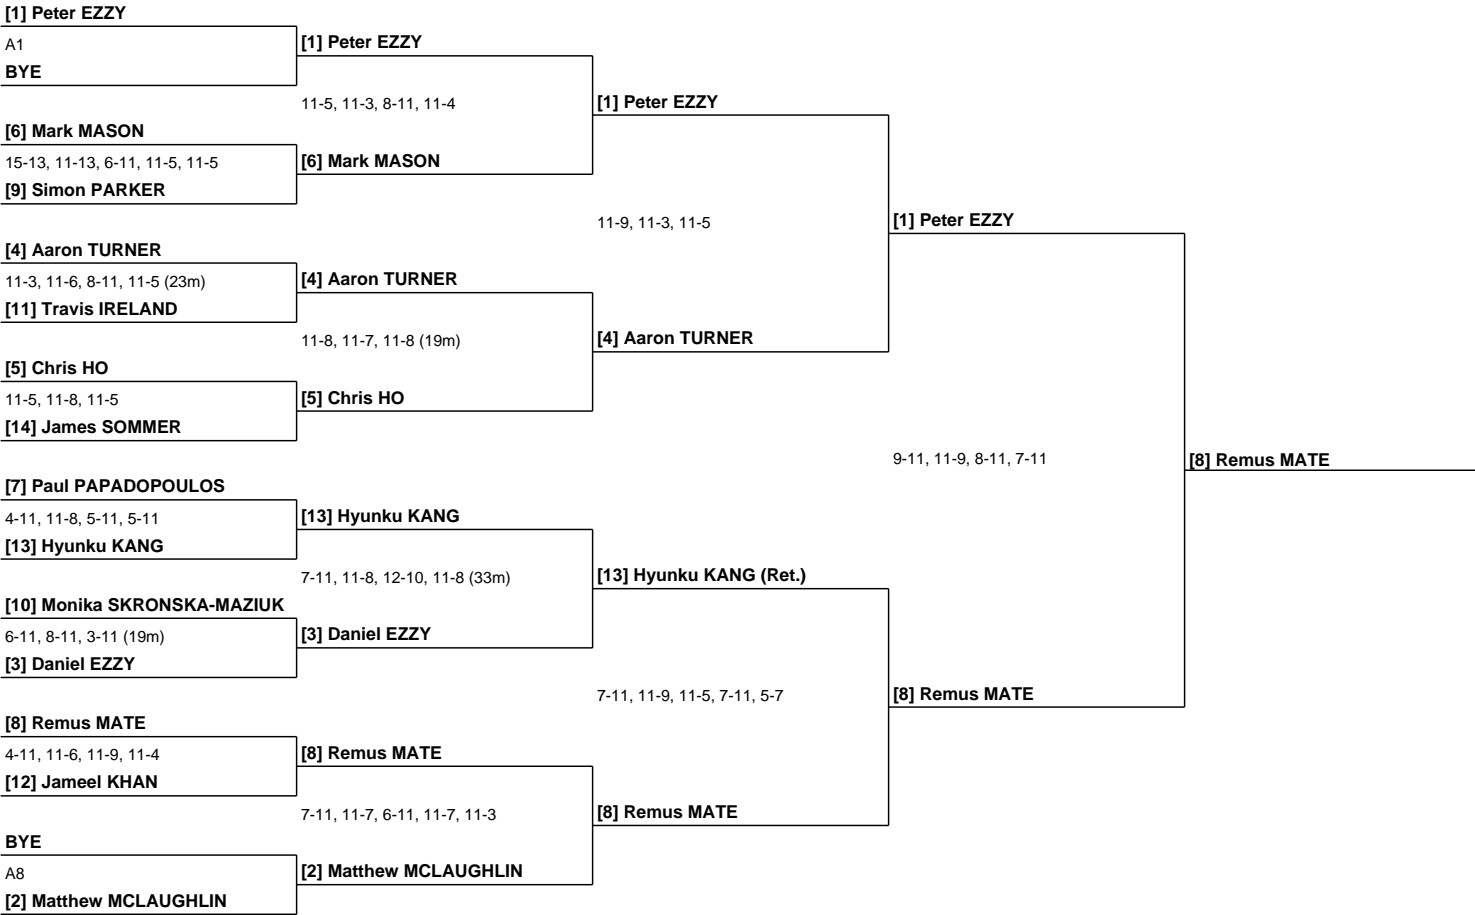 [1] Peter EZZY
A1
BYE
[6] Mark MASON
15-13, 11-13, 6-11, 11-5, 11-5
[9] Simon PARKER
[4] Aaron TURNER
11-3, 11-6, 8-11, 11-5 (23m)
[11] Travis IRELAND
[5] Chris HO
11-5, 11-8, 11-5
[14] James SOMMER
[7] Paul PAPADOPOULOS
4-11, 11-8, 5-11, 5-11
[13] Hyunku KANG
[10] Monika SKRONSKA-MAZIUK
6-11, 8-11, 3-11 (19m)
[3] Daniel EZZY
[8] Remus MATE
4-11, 11-6, 11-9, 11-4
[12] Jameel KHAN
BYE
A8
[2] Matthew MCLAUGHLIN
[1] Peter EZZY
11-5, 11-3, 8-11, 11-4
[6] Mark MASON
[4] Aaron TURNER
11-8, 11-7, 11-8 (19m)
[5] Chris HO
[13] Hyunku KANG
7-11, 11-8, 12-10, 11-8 (33m)
[3] Daniel EZZY
[8] Remus MATE
7-11, 11-7, 6-11, 11-7, 11-3
[2] Matthew MCLAUGHLIN
[1] Peter EZZY
11-9, 11-3, 11-5
[4] Aaron TURNER
[13] Hyunku KANG (Ret.)
7-11, 11-9, 11-5, 7-11, 5-7
[8] Remus MATE
[1] Peter EZZY
9-11, 11-9, 8-11, 7-11
[8] Remus MATE
[8] Remus MATE